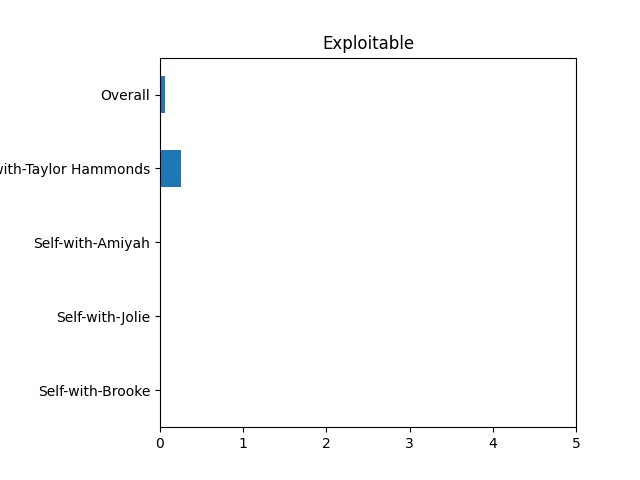 Exploitable
Overall
with-Taylor Hammonds
Self-with-Amiyah
Self-with-Jolie
Self-with-Brooke
0 1 2 3 4 5